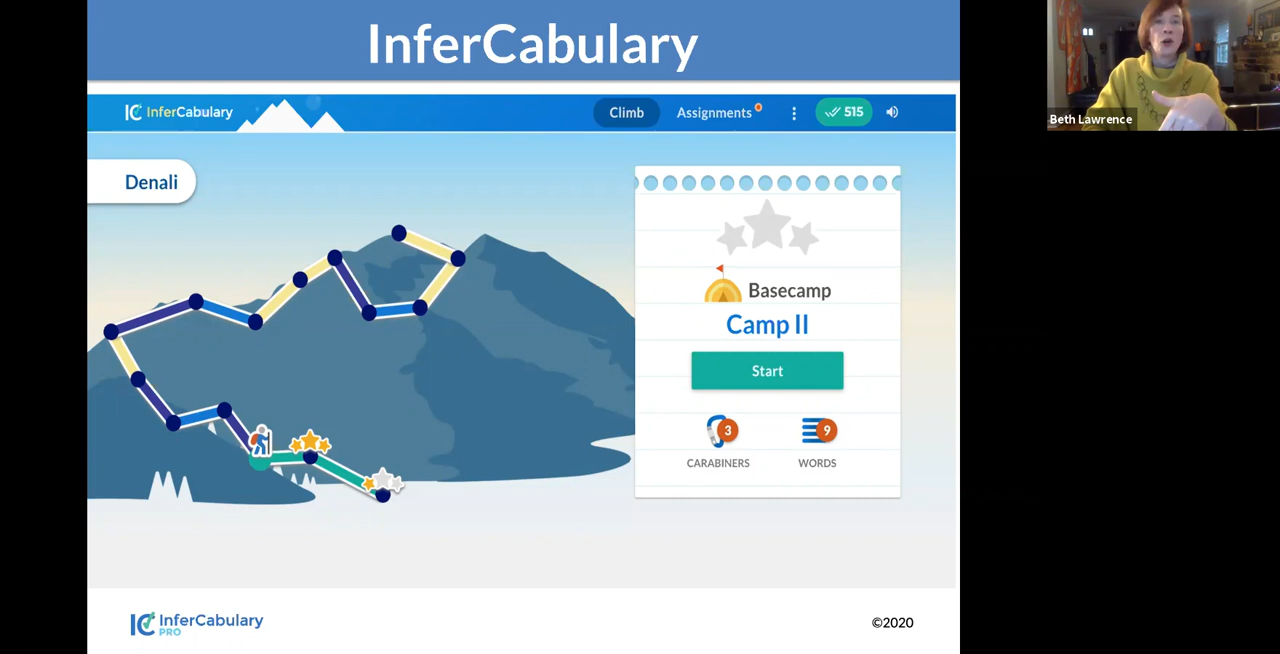 InferCabulary
InferCabulary
Climb
Assignments
515
Denali
Basecamp
Camp II
Start
3
9
CARABINERS
WORDS
IC InferCabulary
PRO
©2020
Beth Lawrence